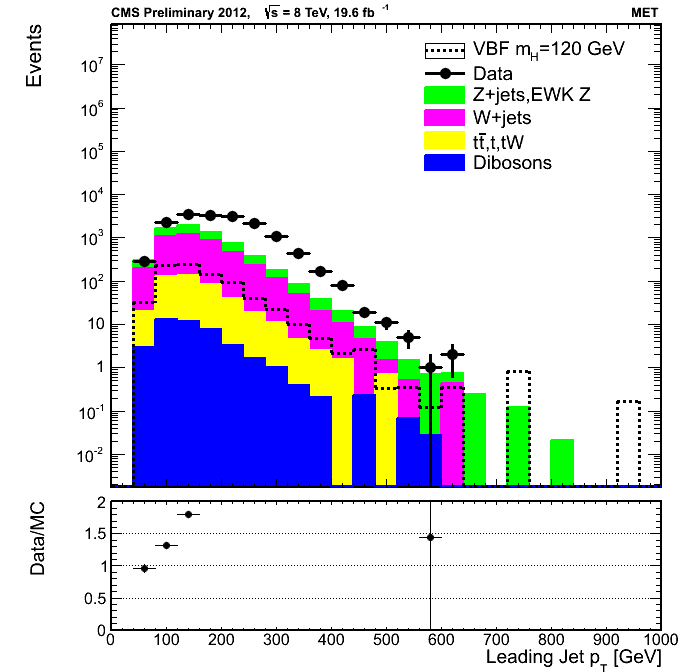 CMS Preliminary 2012, √s = 8 TeV, 19.6 fb⁻¹ MET
Events
VBF m_H=120 GeV
Data
Z+jets,EWK Z
W+jets
tt̄,t,tW
Dibosons
10⁷
10⁶
10⁵
10⁴
10³
10²
10
1
10⁻¹
10⁻²
Data/MC
2
1.5
1
0.5
0
0 100 200 300 400 500 600 700 800 900 1000
Leading Jet p_T [GeV]